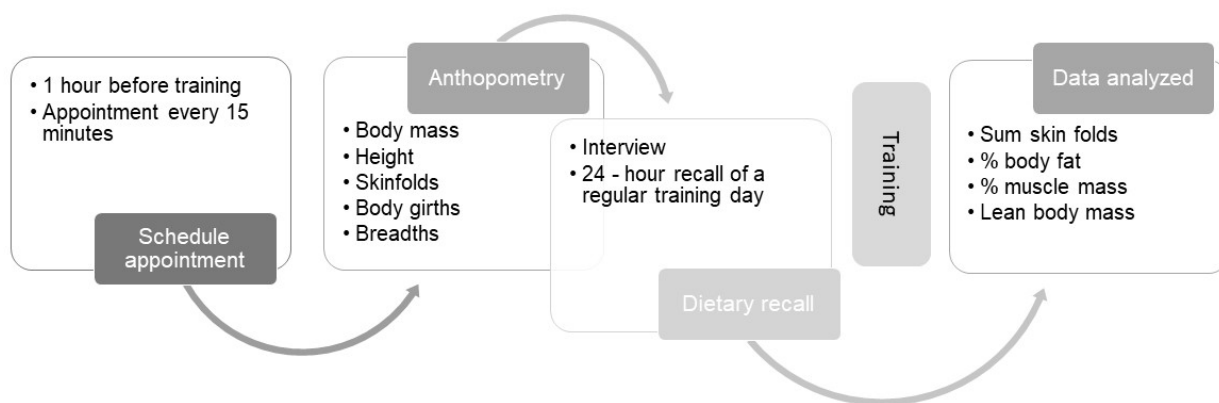 • 1 hour before training
• Appointment every 15
minutes
Schedule
appointment
Anthopometry
• Body mass
• Height
• Skinfolds
• Body girths
• Breadths
• Interview
• 24 - hour recall of a
regular training day
Dietary recall
Training
Data analyzed
• Sum skin folds
• % body fat
• % muscle mass
• Lean body mass